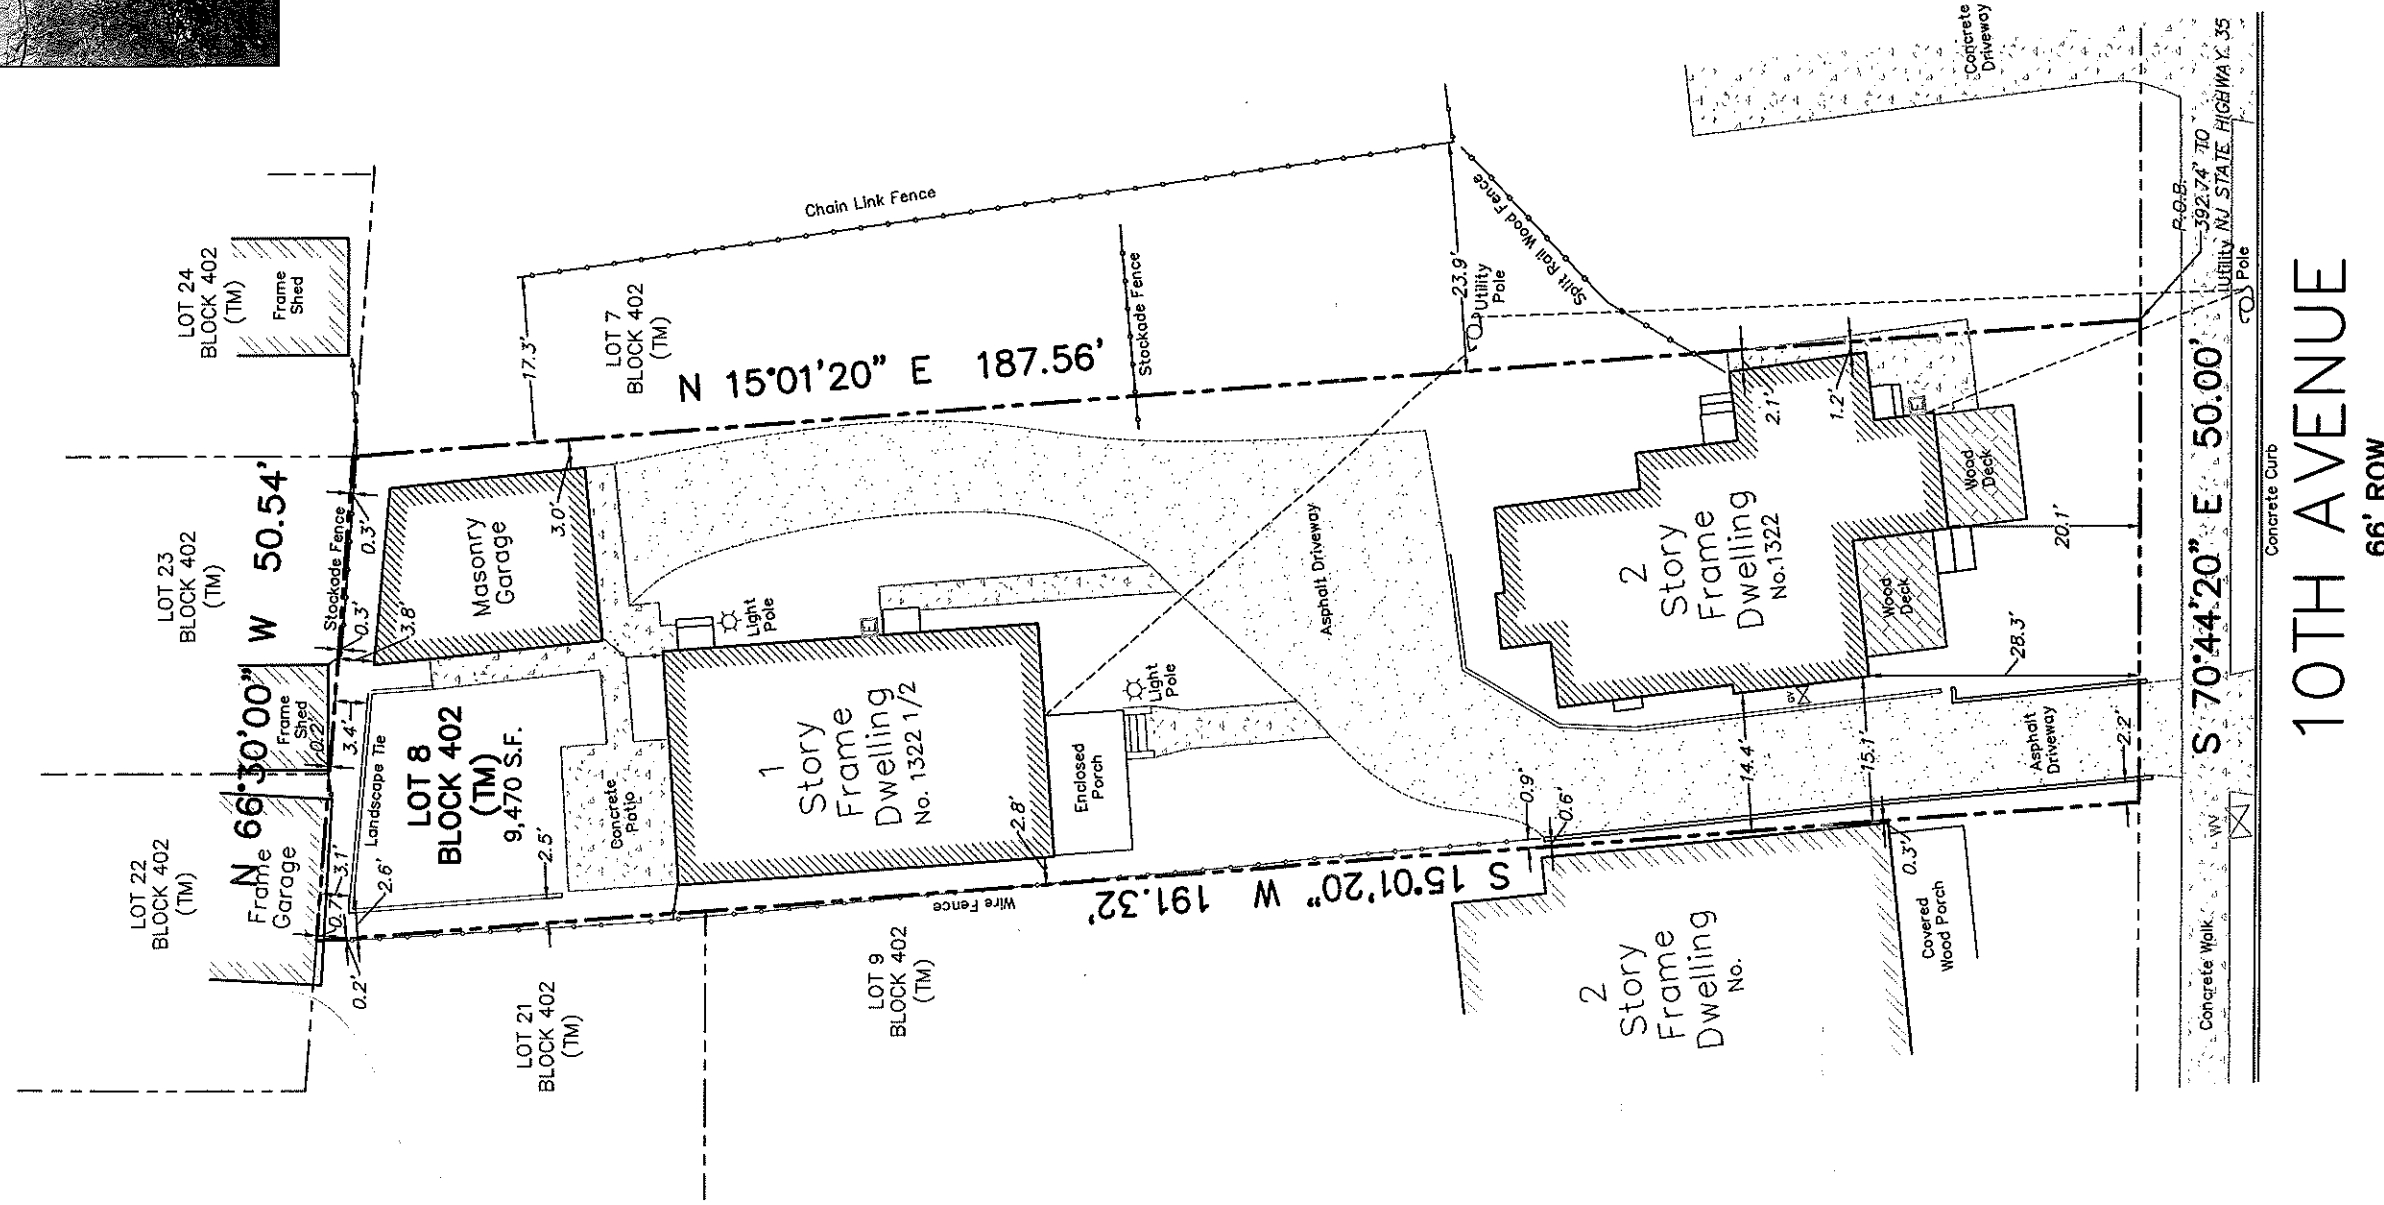 LOT 24
BLOCK 402
(TM)
Frame
Shed
LOT 23
BLOCK 402
(TM)
LOT 22
BLOCK 402
(TM)
Frame
Garage
N 66°30'00" W 50.54'
Stockade Fence
0.3'
0.3'
3.8'
Frame
Shed
0.2'
3.4'
3.1'
0.7'
2.6'
0.2'
Landscape Tie
LOT 8
BLOCK 402
(TM)
9,470 S.F.
2.5'
Masonry
Garage
3.0'
17.3'
LOT 7
BLOCK 402
(TM)
Chain Link Fence
N 15°01'20" E 187.56'
Stockade Fence
23.9'
Utility
Pole
Split Rail Wood Fence
Concrete
Driveway
Concrete
Patio
1
Story
Frame
Dwelling
No. 1322 1/2
2.8'
Light
Pole
E
Enclosed
Porch
Light
Pole
Asphalt Driveway
LOT 21
BLOCK 402
(TM)
LOT 9
BLOCK 402
(TM)
Wire Fence
S 15°01'20" W 191.32'
0.9'
0.6'
2
Story
Frame
Dwelling
No.1322
2.1'
1.2'
E
Wood
Deck
Wood
Deck
20.1'
28.3'
GV
14.4'
15.1'
Asphalt
Driveway
2.2'
0.3'
Covered
Wood Porch
2
Story
Frame
Dwelling
No.
P.O.B.
392.74' TO
NJ STATE HIGHWAY 35
Utility
Pole
S 70°44'20" E 50.00'
Concrete Walk
WV
Concrete Curb
10TH AVENUE
66' ROW